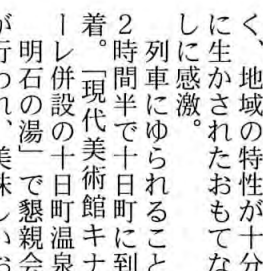 く、地域の特性が十分
に生かされたおもてな
しに感激。
列車にゆられること
2時間半で十日町に到
着。「現代美術館キナ
ーレ併設の十日町温泉
明石の湯」で懇親会
が行われ、美味しいお